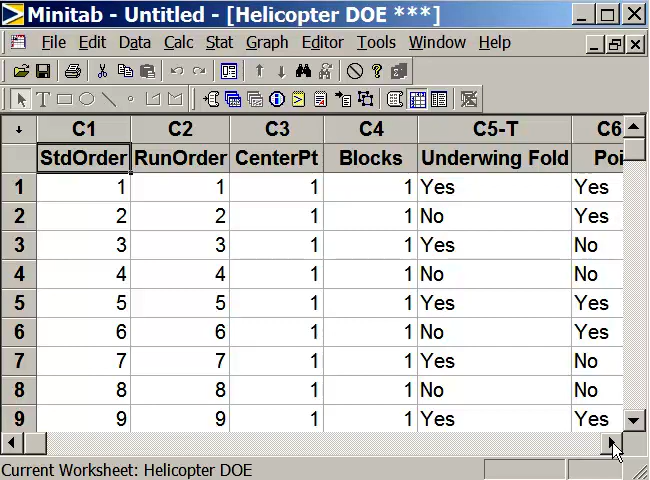 Minitab - Untitled - [Helicopter DOE ***]
File Edit Data Calc Stat Graph Editor Tools Window Help
C1 C2 C3 C4 C5-T C6
StdOrder RunOrder CenterPt Blocks Underwing Fold Poi
1 1 1 1 1 Yes Yes
2 2 2 1 1 No Yes
3 3 3 1 1 Yes No
4 4 4 1 1 No No
5 5 5 1 1 Yes Yes
6 6 6 1 1 No Yes
7 7 7 1 1 Yes No
8 8 8 1 1 No No
9 9 9 1 1 Yes Yes
Current Worksheet: Helicopter DOE